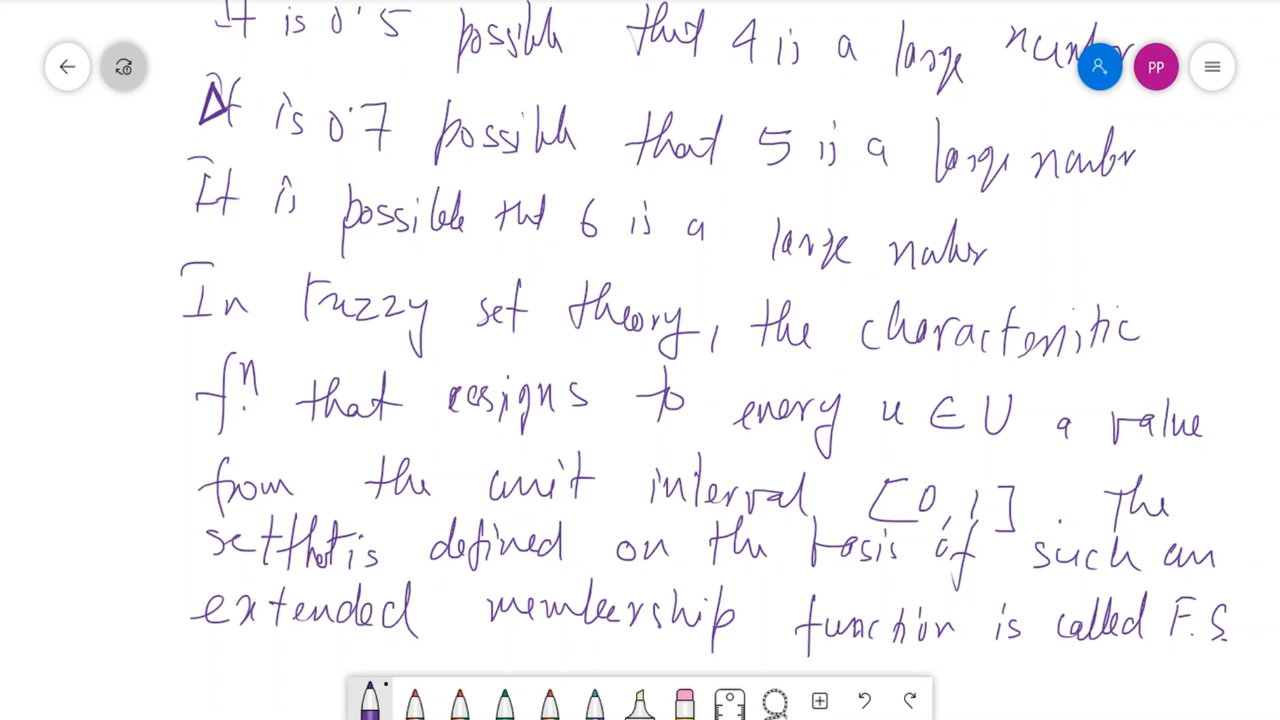 It is 0.5 possible that 4 is a large number
It is 0.7 possible that 5 is a large number
It is possible that 6 is a large number
In Fuzzy set theory, the characteristic
fⁿ. that assigns to every u ∈ U a value
from the unit interval [0,1]. The
set that is defined on the basis of such an
extended membership function is called F.S.
PP